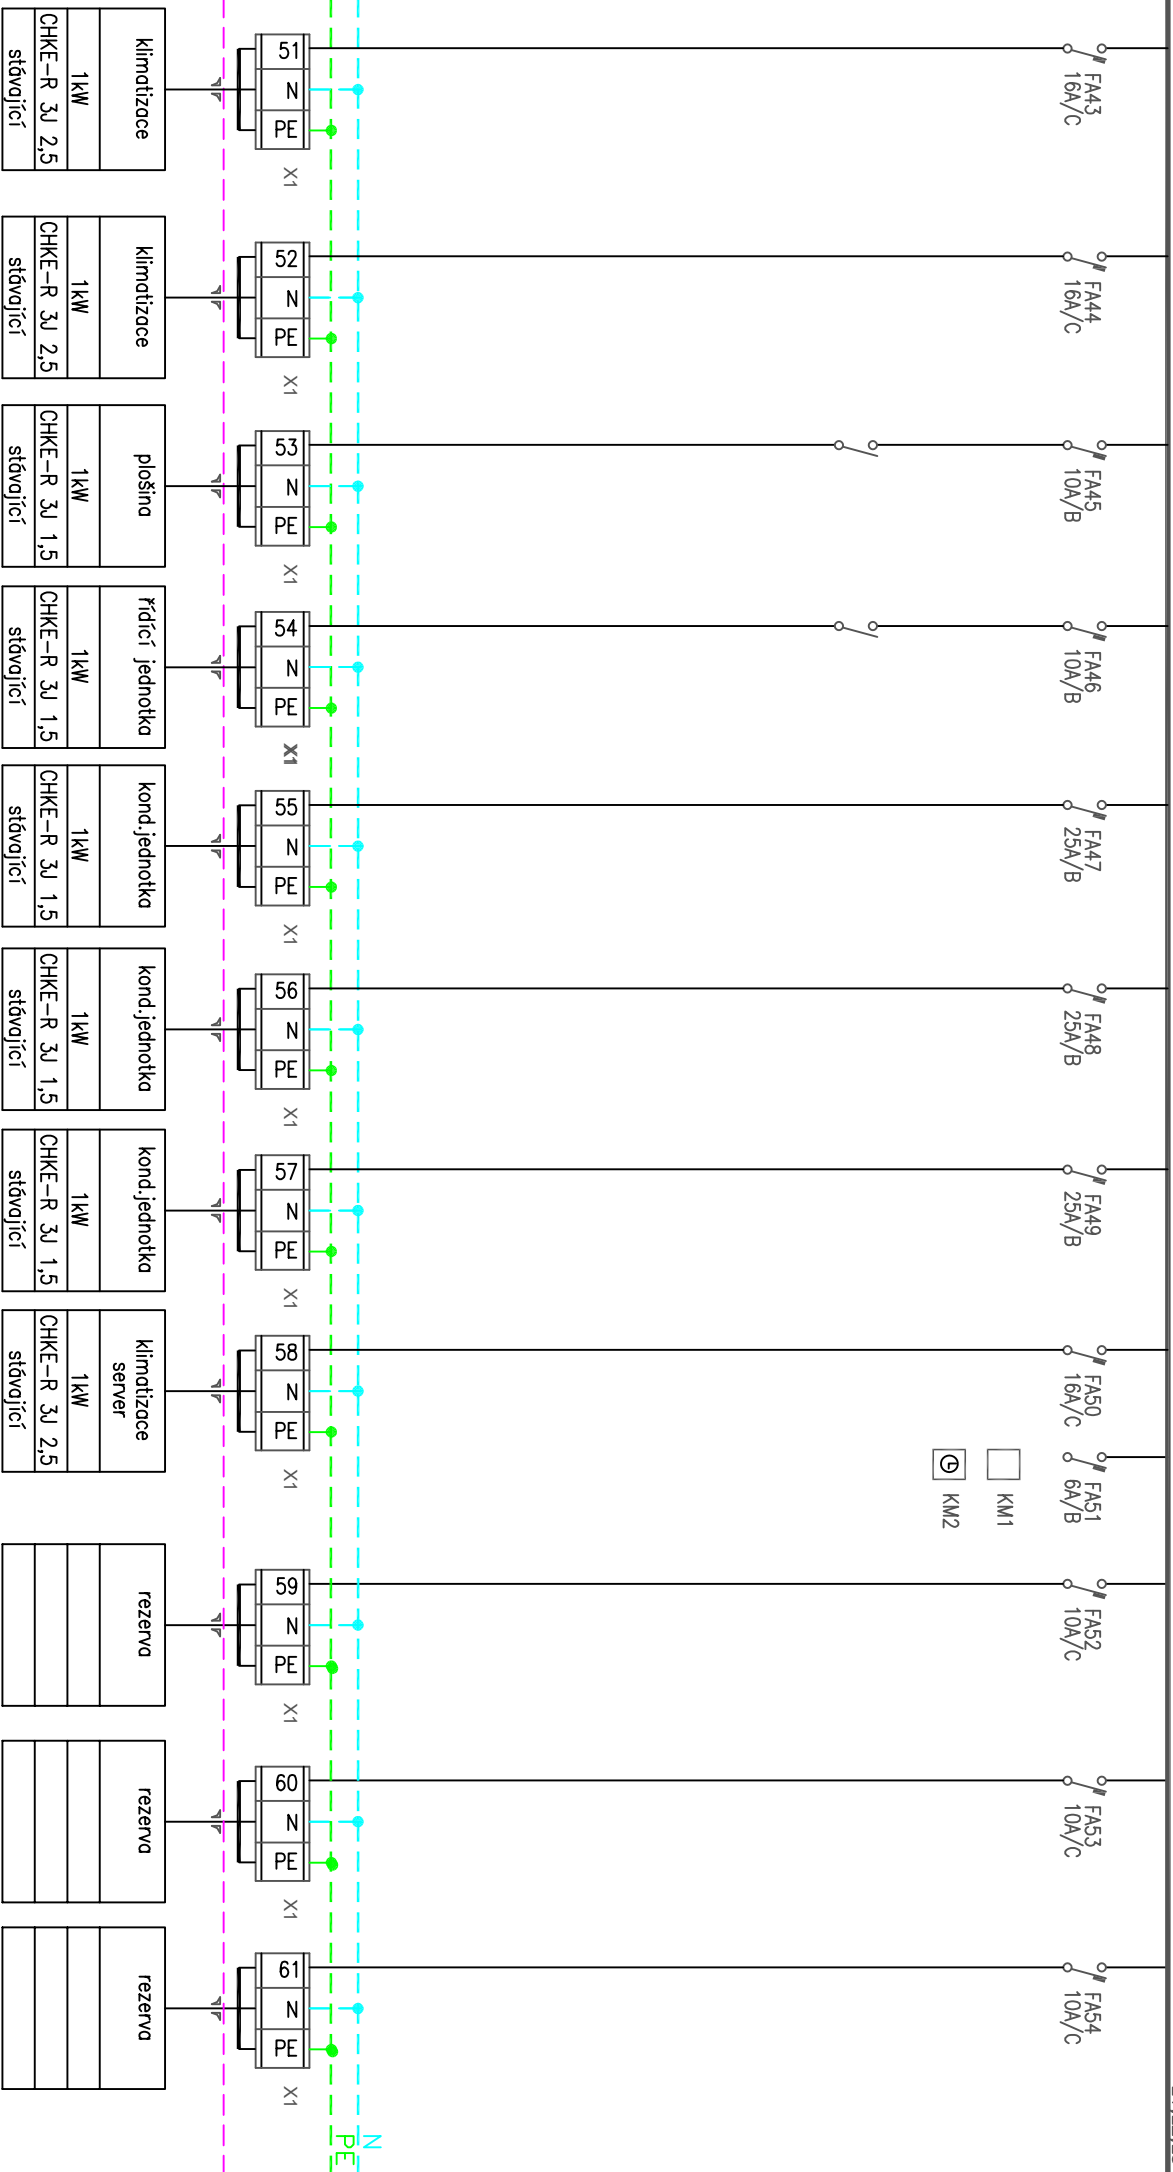 FA43
16A/C
FA44
16A/C
FA45
10A/B
FA46
10A/B
FA47
25A/B
FA48
25A/B
FA49
25A/B
FA50
16A/C
FA51
6A/B
FA52
10A/C
FA53
10A/C
FA54
10A/C
KM1
KM2
N
PE
51
N
PE
X1
52
N
PE
X1
53
N
PE
X1
54
N
PE
X1
55
N
PE
X1
56
N
PE
X1
57
N
PE
X1
58
N
PE
X1
59
N
PE
X1
60
N
PE
X1
61
N
PE
X1
klimatizace
1kW
CHKE-R 3J 2,5
stávající
klimatizace
1kW
CHKE-R 3J 2,5
stávající
plošina
1kW
CHKE-R 3J 1,5
stávající
řídící jednotka
1kW
CHKE-R 3J 1,5
stávající
kond.jednotka
1kW
CHKE-R 3J 1,5
stávající
kond.jednotka
1kW
CHKE-R 3J 1,5
stávající
kond.jednotka
1kW
CHKE-R 3J 1,5
stávající
klimatizace
server
1kW
CHKE-R 3J 2,5
stávající
rezerva
rezerva
rezerva